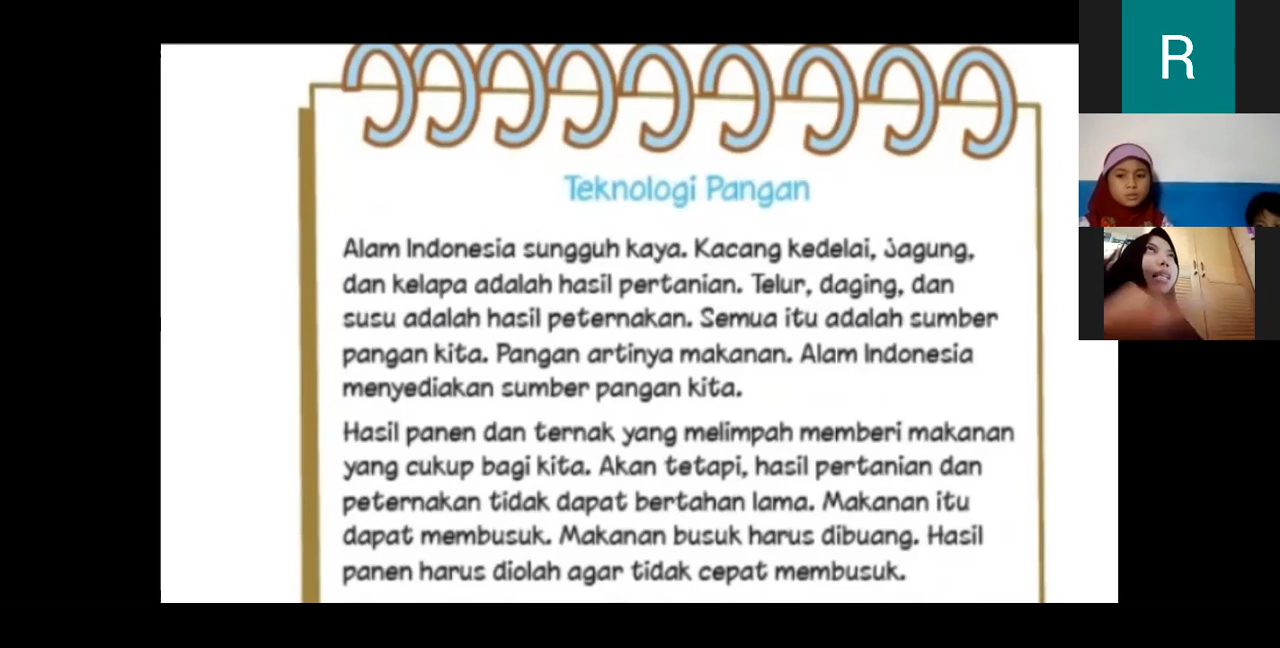 Teknologi Pangan
Alam Indonesia sungguh kaya. Kacang kedelai, jagung,
dan kelapa adalah hasil pertanian. Telur, daging, dan
susu adalah hasil peternakan. Semua itu adalah sumber
pangan kita. Pangan artinya makanan. Alam Indonesia
menyediakan sumber pangan kita.
Hasil panen dan ternak yang melimpah memberi makanan
yang cukup bagi kita. Akan tetapi, hasil pertanian dan
peternakan tidak dapat bertahan lama. Makanan itu
dapat membusuk. Makanan busuk harus dibuang. Hasil
panen harus diolah agar tidak cepat membusuk.
R